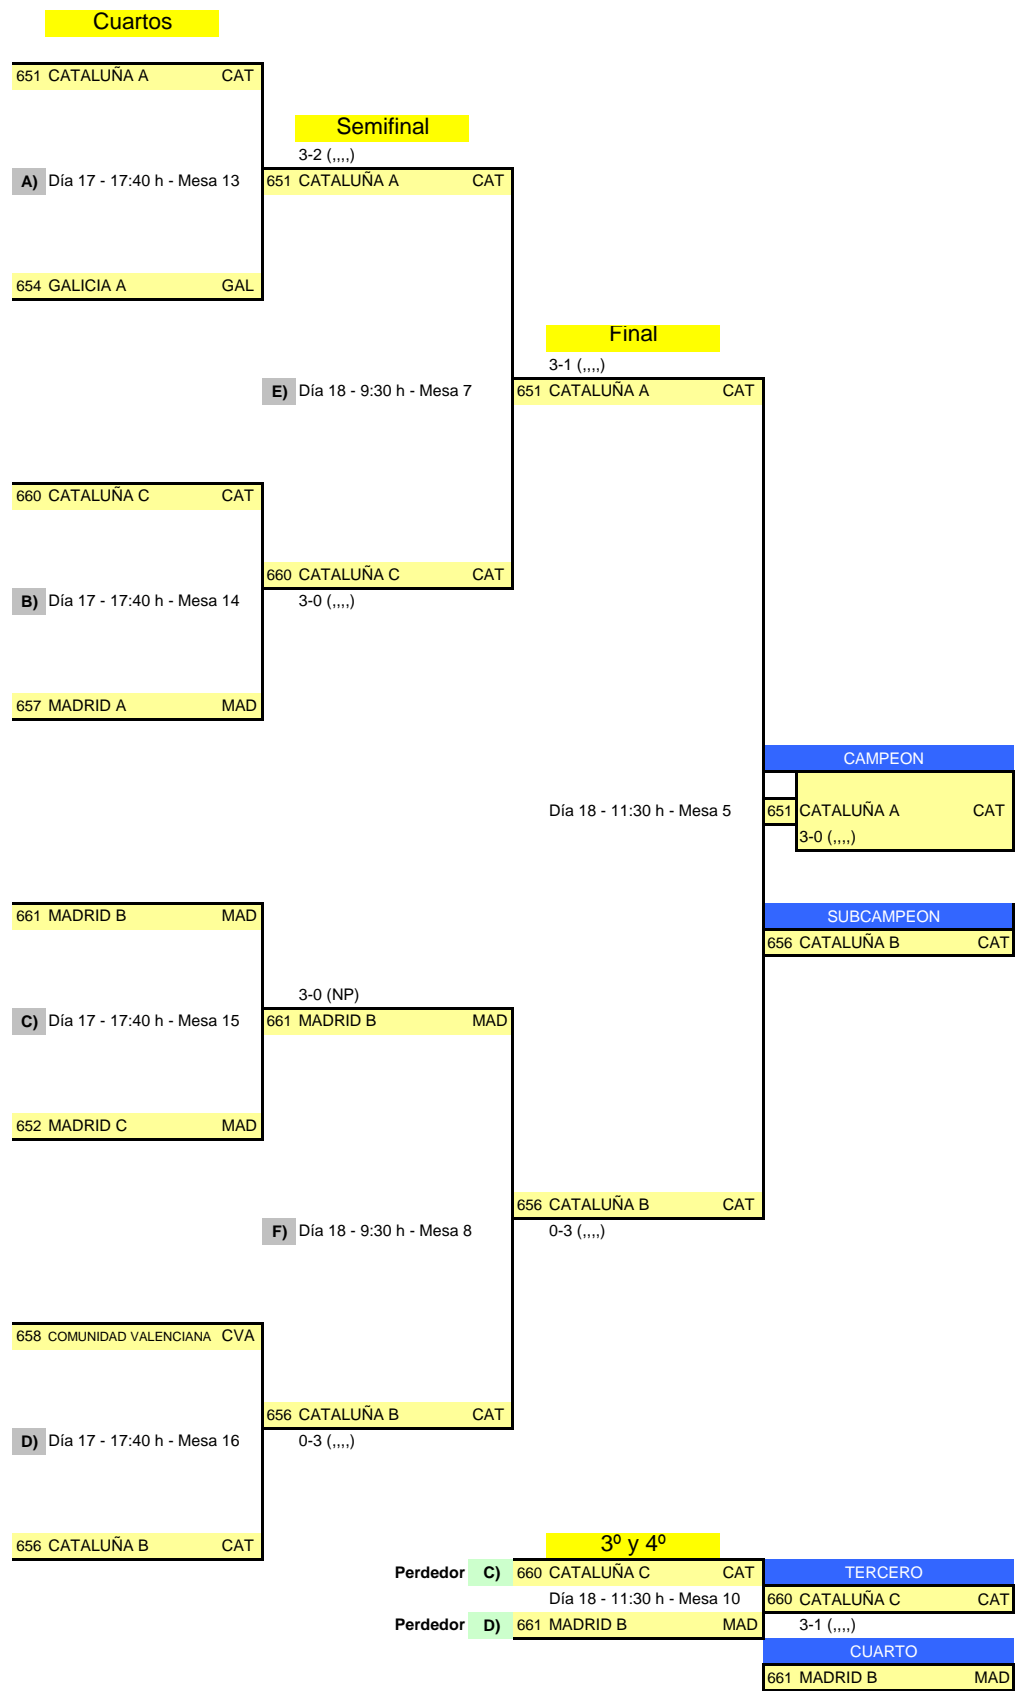 Cuartos
651 CATALUÑA A CAT
Semifinal
3-2 (,,,,)
A) Día 17 - 17:40 h - Mesa 13
651 CATALUÑA A CAT
654 GALICIA A GAL
Final
3-1 (,,,,)
E) Día 18 - 9:30 h - Mesa 7
651 CATALUÑA A CAT
660 CATALUÑA C CAT
660 CATALUÑA C CAT
B) Día 17 - 17:40 h - Mesa 14
3-0 (,,,,)
657 MADRID A MAD
CAMPEON
Día 18 - 11:30 h - Mesa 5
651 CATALUÑA A CAT
3-0 (,,,,)
661 MADRID B MAD
SUBCAMPEON
656 CATALUÑA B CAT
3-0 (NP)
C) Día 17 - 17:40 h - Mesa 15
661 MADRID B MAD
652 MADRID C MAD
656 CATALUÑA B CAT
F) Día 18 - 9:30 h - Mesa 8
0-3 (,,,,)
658 COMUNIDAD VALENCIANA CVA
656 CATALUÑA B CAT
D) Día 17 - 17:40 h - Mesa 16
0-3 (,,,,)
656 CATALUÑA B CAT
3º y 4º
Perdedor C) 660 CATALUÑA C CAT
TERCERO
Día 18 - 11:30 h - Mesa 10
660 CATALUÑA C CAT
Perdedor D) 661 MADRID B MAD
3-1 (,,,,)
CUARTO
661 MADRID B MAD